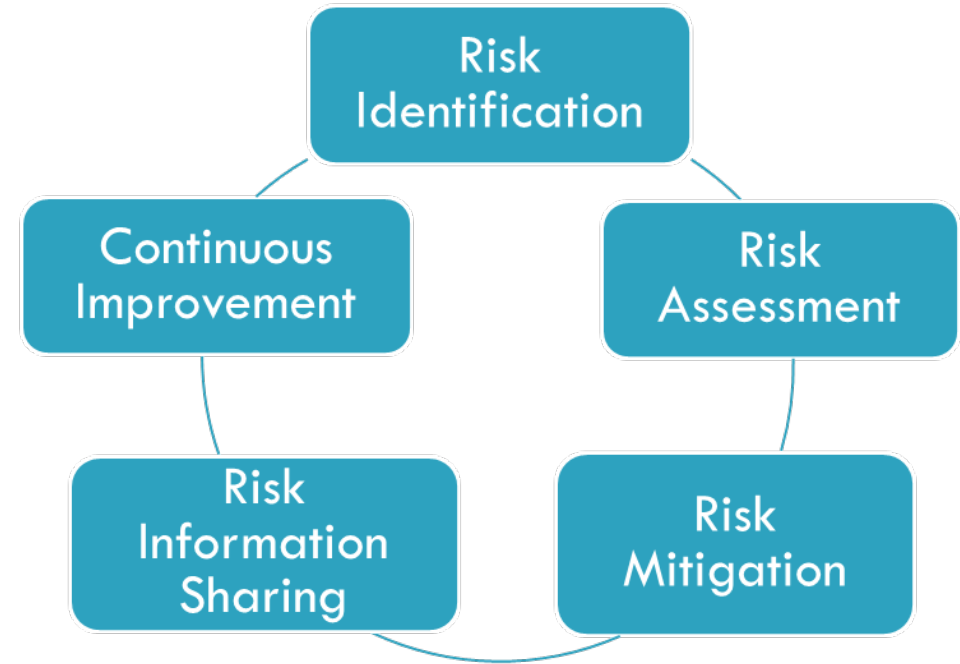 Risk
Identification
Risk
Assessment
Risk
Mitigation
Risk
Information
Sharing
Continuous
Improvement